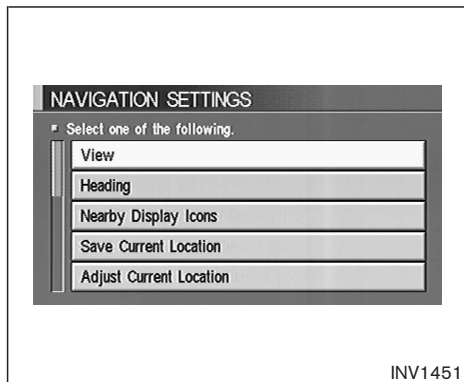 NAVIGATION SETTINGS
Select one of the following.
View
Heading
Nearby Display Icons
Save Current Location
Adjust Current Location
INV1451